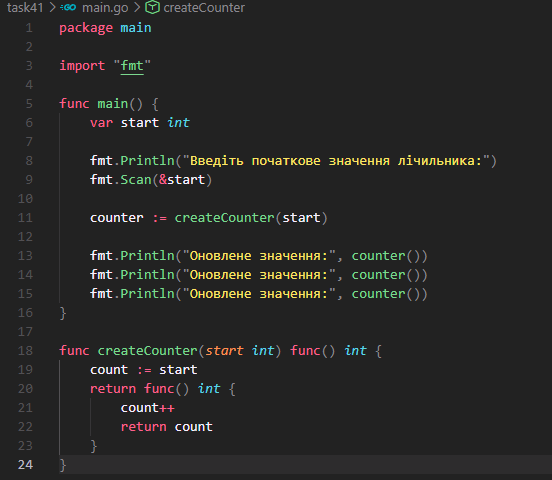 task41 > main.go > createCounter
1 package main
2
3 import "fmt"
4
5 func main() {
6     var start int
7
8     fmt.Println("Введіть початкове значення лічильника:")
9     fmt.Scan(&start)
10
11     counter := createCounter(start)
12
13     fmt.Println("Оновлене значення:", counter())
14     fmt.Println("Оновлене значення:", counter())
15     fmt.Println("Оновлене значення:", counter())
16 }
17
18 func createCounter(start int) func() int {
19     count := start
20     return func() int {
21         count++
22         return count
23     }
24 }